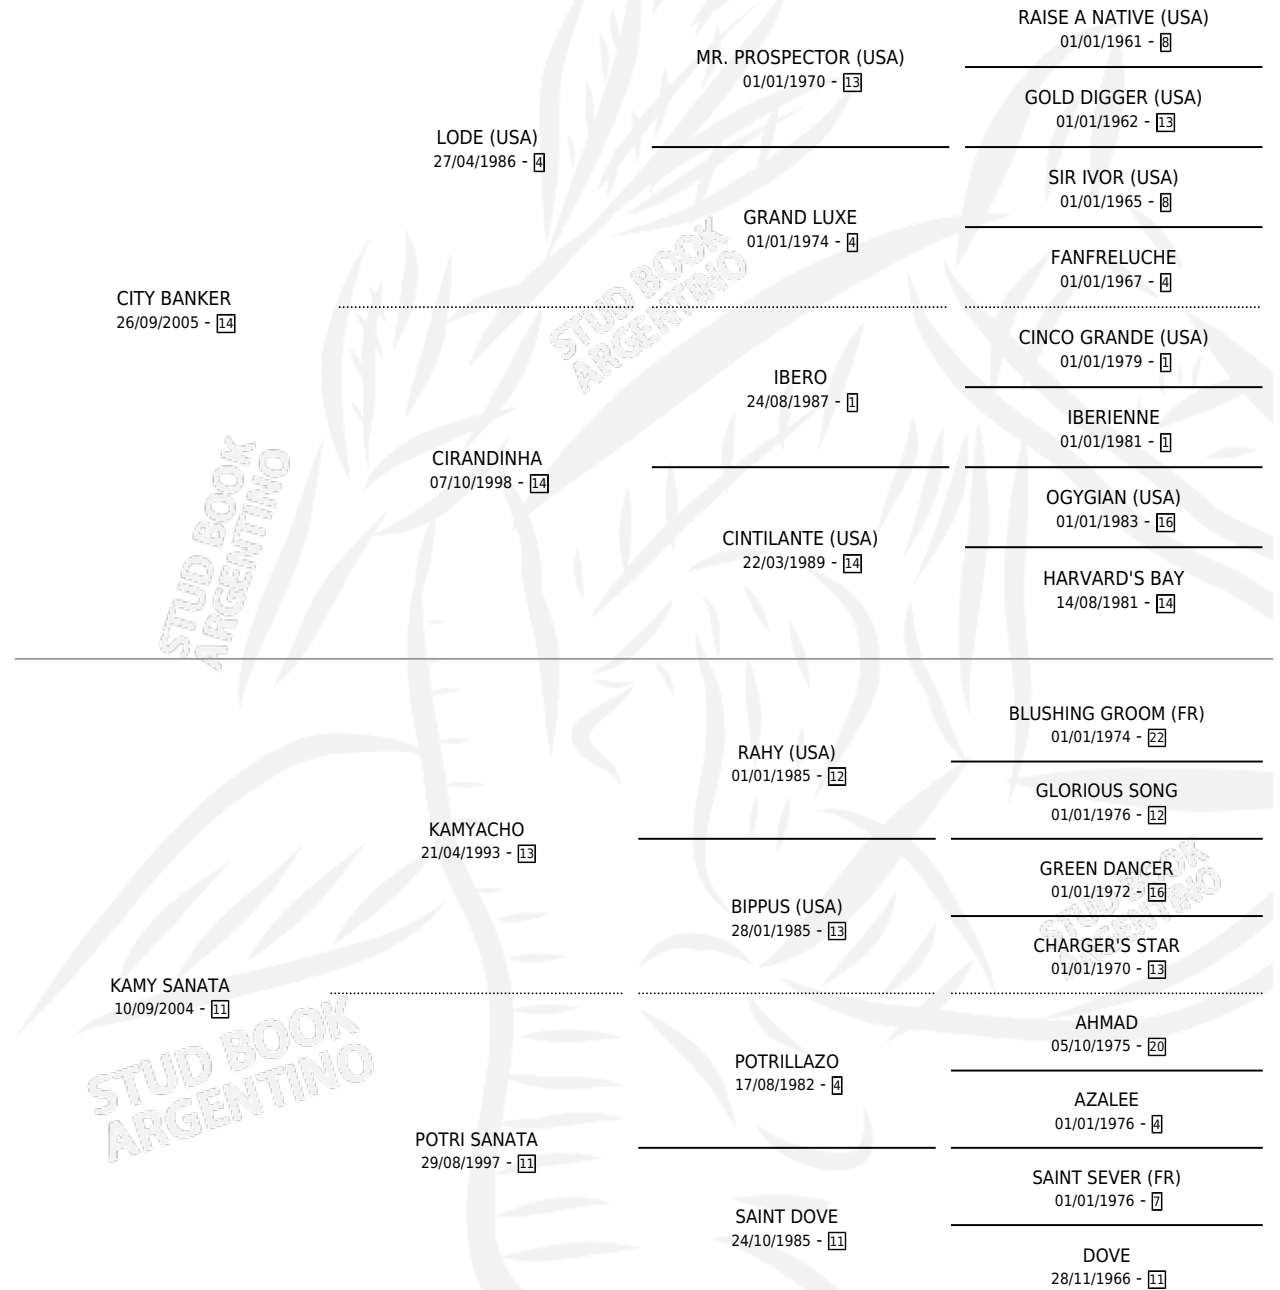 RAISE A NATIVE (USA)
01/01/1961 - 8
MR. PROSPECTOR (USA)
01/01/1970 - 13
GOLD DIGGER (USA)
01/01/1962 - 13
LODE (USA)
27/04/1986 - 4
SIR IVOR (USA)
01/01/1965 - 8
GRAND LUXE
01/01/1974 - 4
FANFRELUCHE
01/01/1967 - 4
CITY BANKER
26/09/2005 - 14
STUD BOOK
ARGENTINO
CINCO GRANDE (USA)
01/01/1979 - 1
IBERO
24/08/1987 - 1
IBERIENNE
01/01/1981 - 1
CIRANDINHA
07/10/1998 - 14
OGYGIAN (USA)
01/01/1983 - 16
CINTILANTE (USA)
22/03/1989 - 14
HARVARD'S BAY
14/08/1981 - 14
STUD BOOK
ARGENTINO
BLUSHING GROOM (FR)
01/01/1974 - 22
RAHY (USA)
01/01/1985 - 12
GLORIOUS SONG
01/01/1976 - 12
KAMYACHO
21/04/1993 - 13
GREEN DANCER
01/01/1972 - 16
BIPPUS (USA)
28/01/1985 - 13
STUD BOOK
ARGENTINO
CHARGER'S STAR
01/01/1970 - 13
KAMY SANATA
10/09/2004 - 11
AHMAD
05/10/1975 - 20
POTRILLAZO
17/08/1982 - 4
STUD BOOK
ARGENTINO
AZALEE
01/01/1976 - 4
POTRI SANATA
29/08/1997 - 11
SAINT SEVER (FR)
01/01/1976 - 7
SAINT DOVE
24/10/1985 - 11
DOVE
28/11/1966 - 11